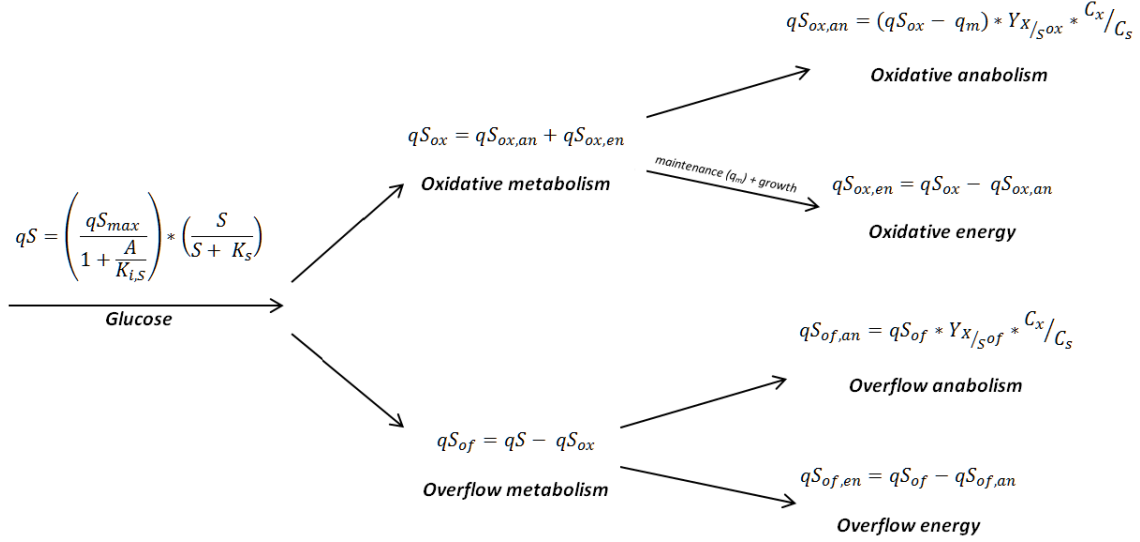 qS = (qS_max / (1 + A/K_i,S)) * (S / (S + K_s))
Glucose
qS_ox = qS_ox,an + qS_ox,en
Oxidative metabolism
qS_of = qS − qS_ox
Overflow metabolism
qS_ox,an = (qS_ox − q_m) * Y_X/S^ox * C_x/C_s
Oxidative anabolism
maintenance (q_m) + growth
qS_ox,en = qS_ox − qS_ox,an
Oxidative energy
qS_of,an = qS_of * Y_X/S^of * C_x/C_s
Overflow anabolism
qS_of,en = qS_of − qS_of,an
Overflow energy